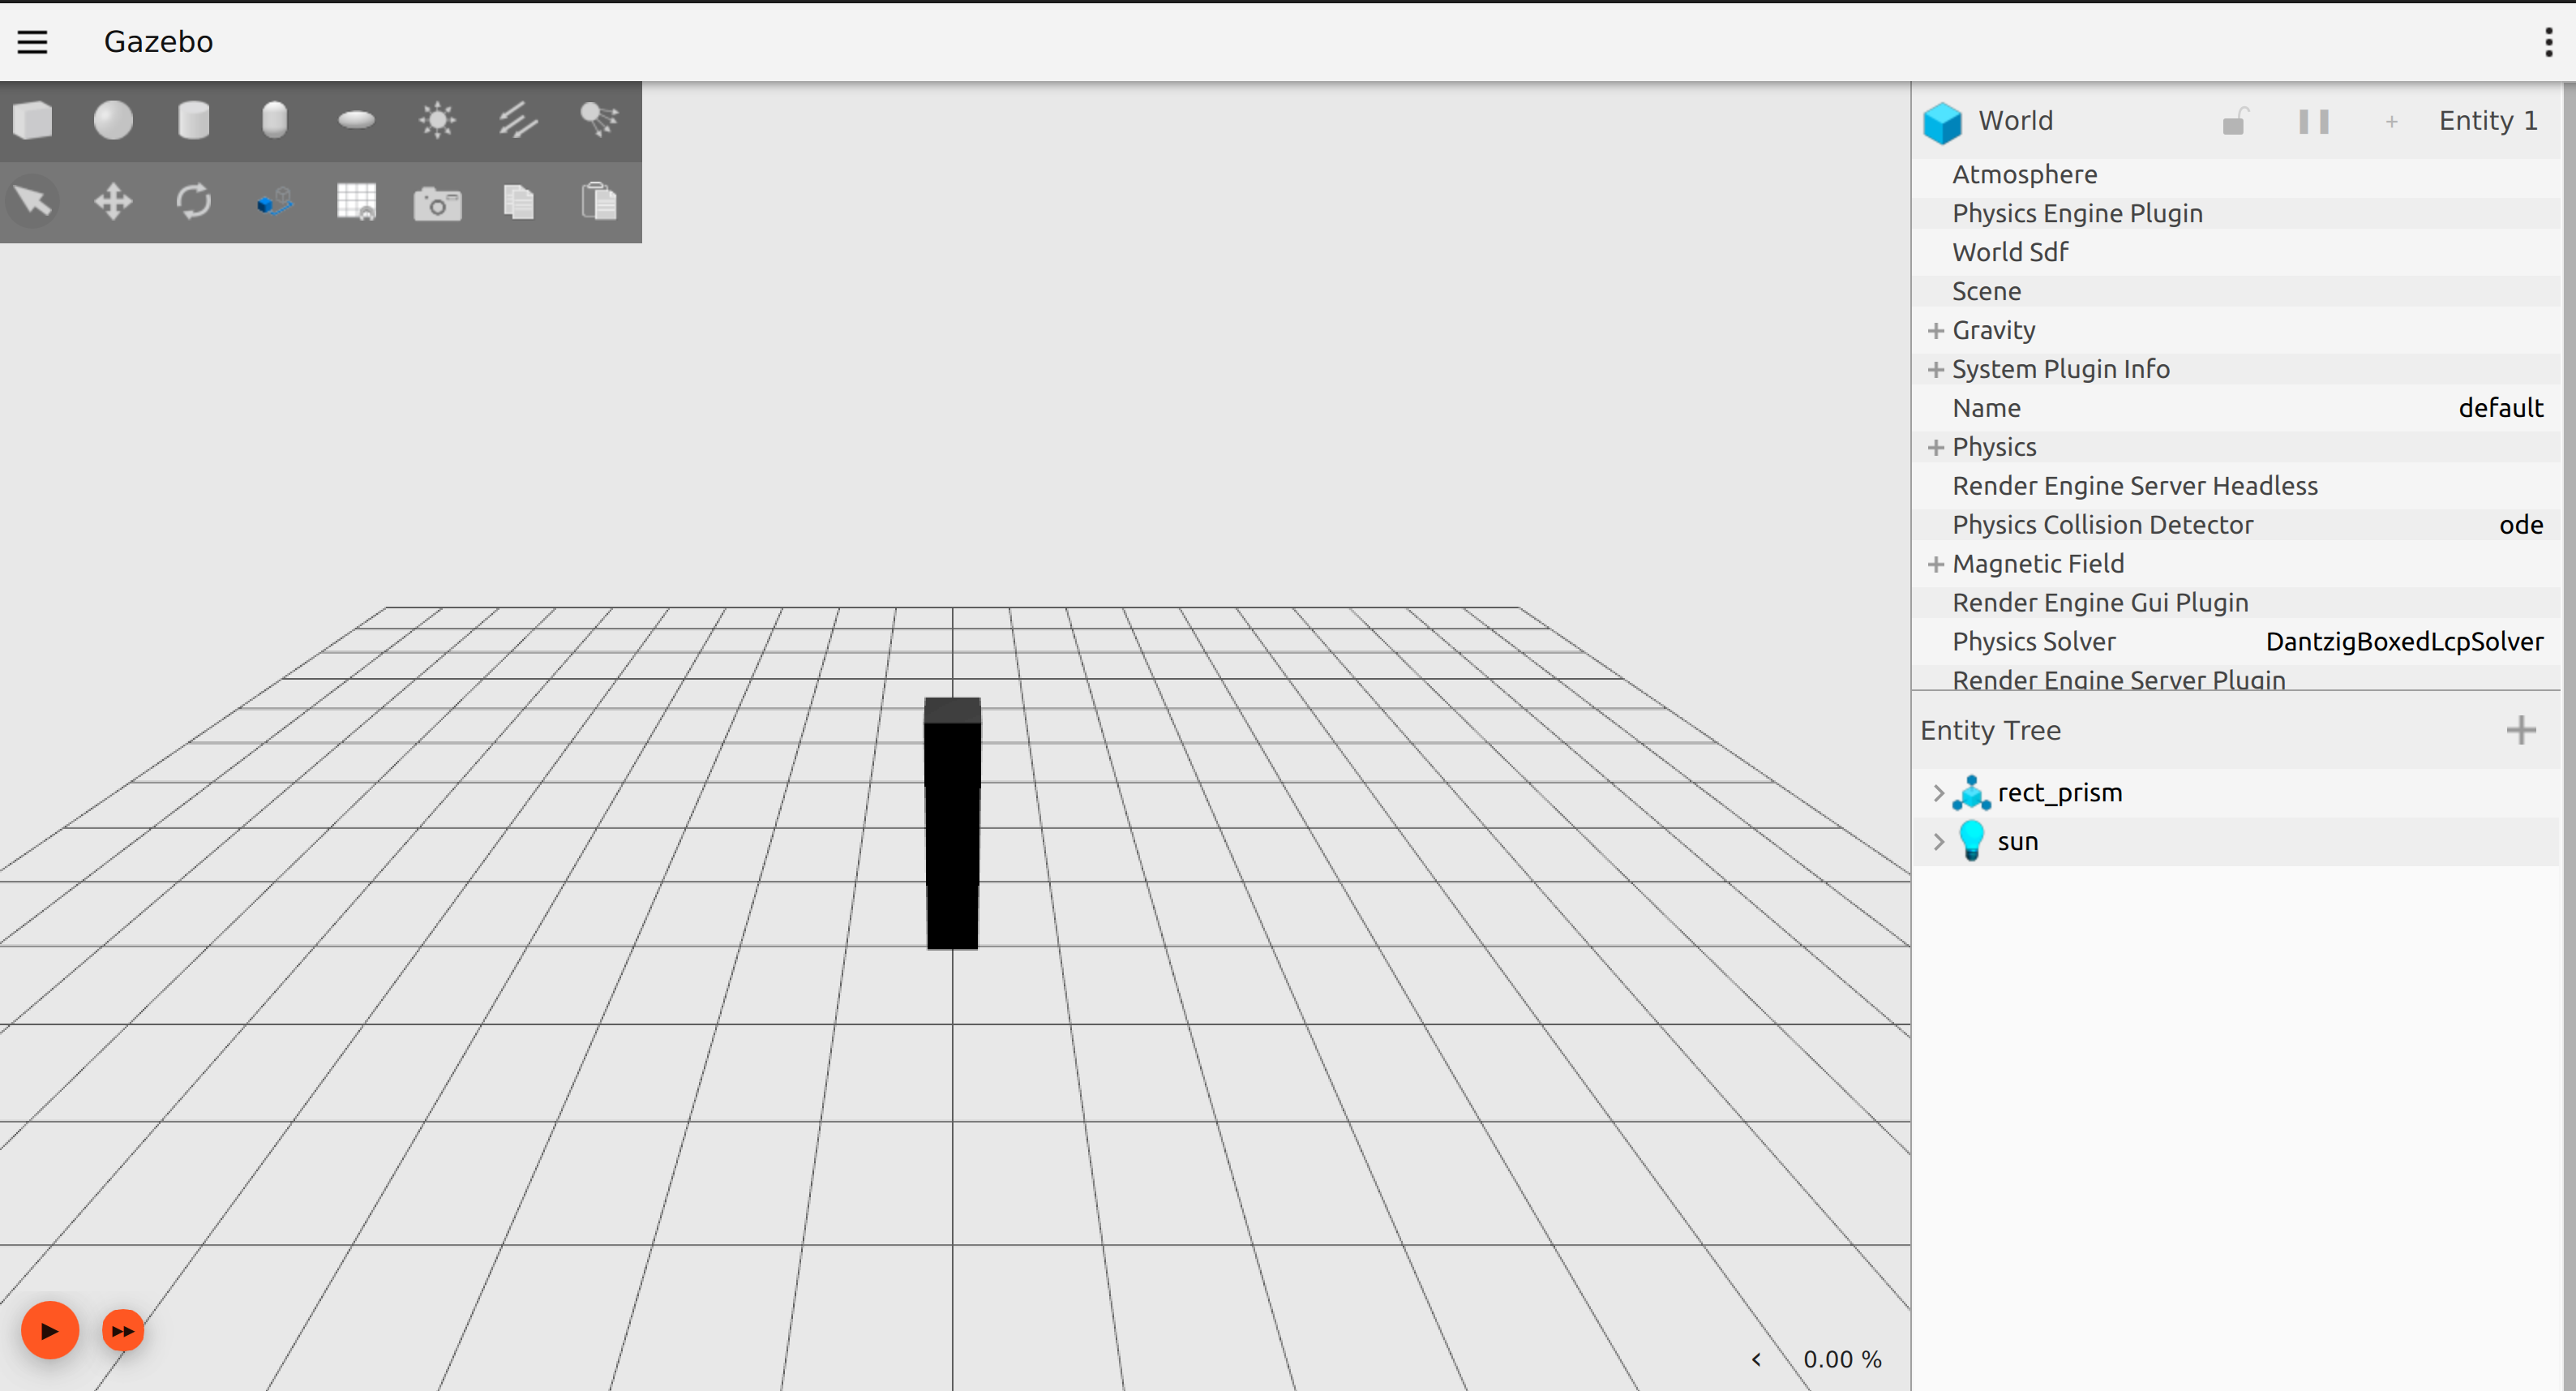 Gazebo
World + Entity 1
Atmosphere
Physics Engine Plugin
World Sdf
Scene
+ Gravity
+ System Plugin Info
Name default
+ Physics
Render Engine Server Headless
Physics Collision Detector ode
+ Magnetic Field
Render Engine Gui Plugin
Physics Solver DantzigBoxedLcpSolver
Render Engine Server Plugin
Entity Tree +
> rect_prism
> sun
< 0.00 %